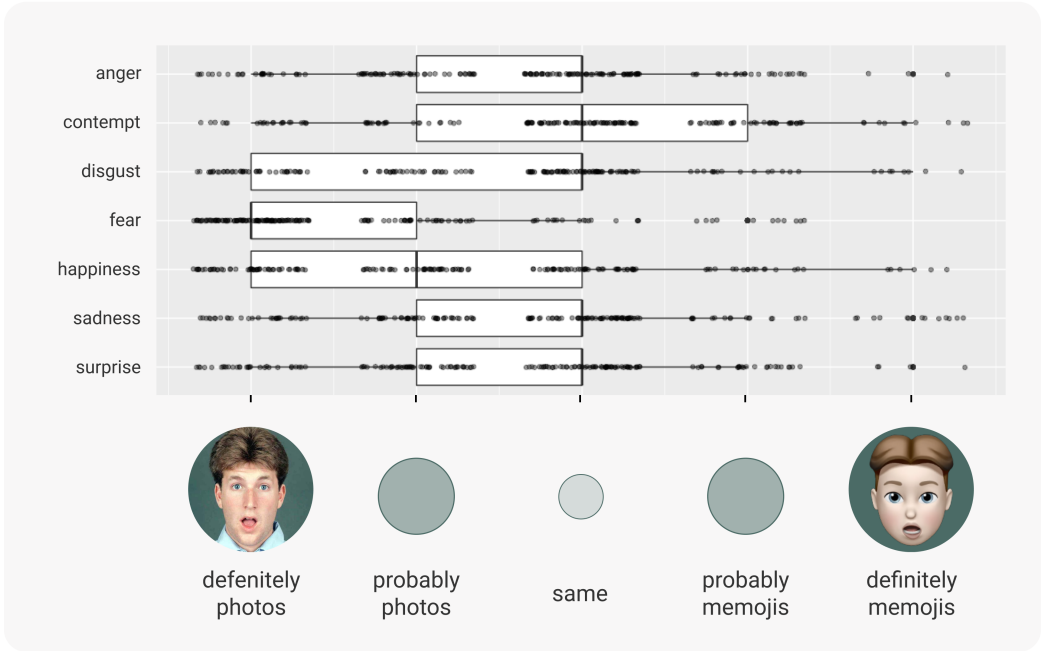 anger
contempt
disgust
fear
happiness
sadness
surprise
defenitely
photos
probably
photos
same
probably
memojis
definitely
memojis